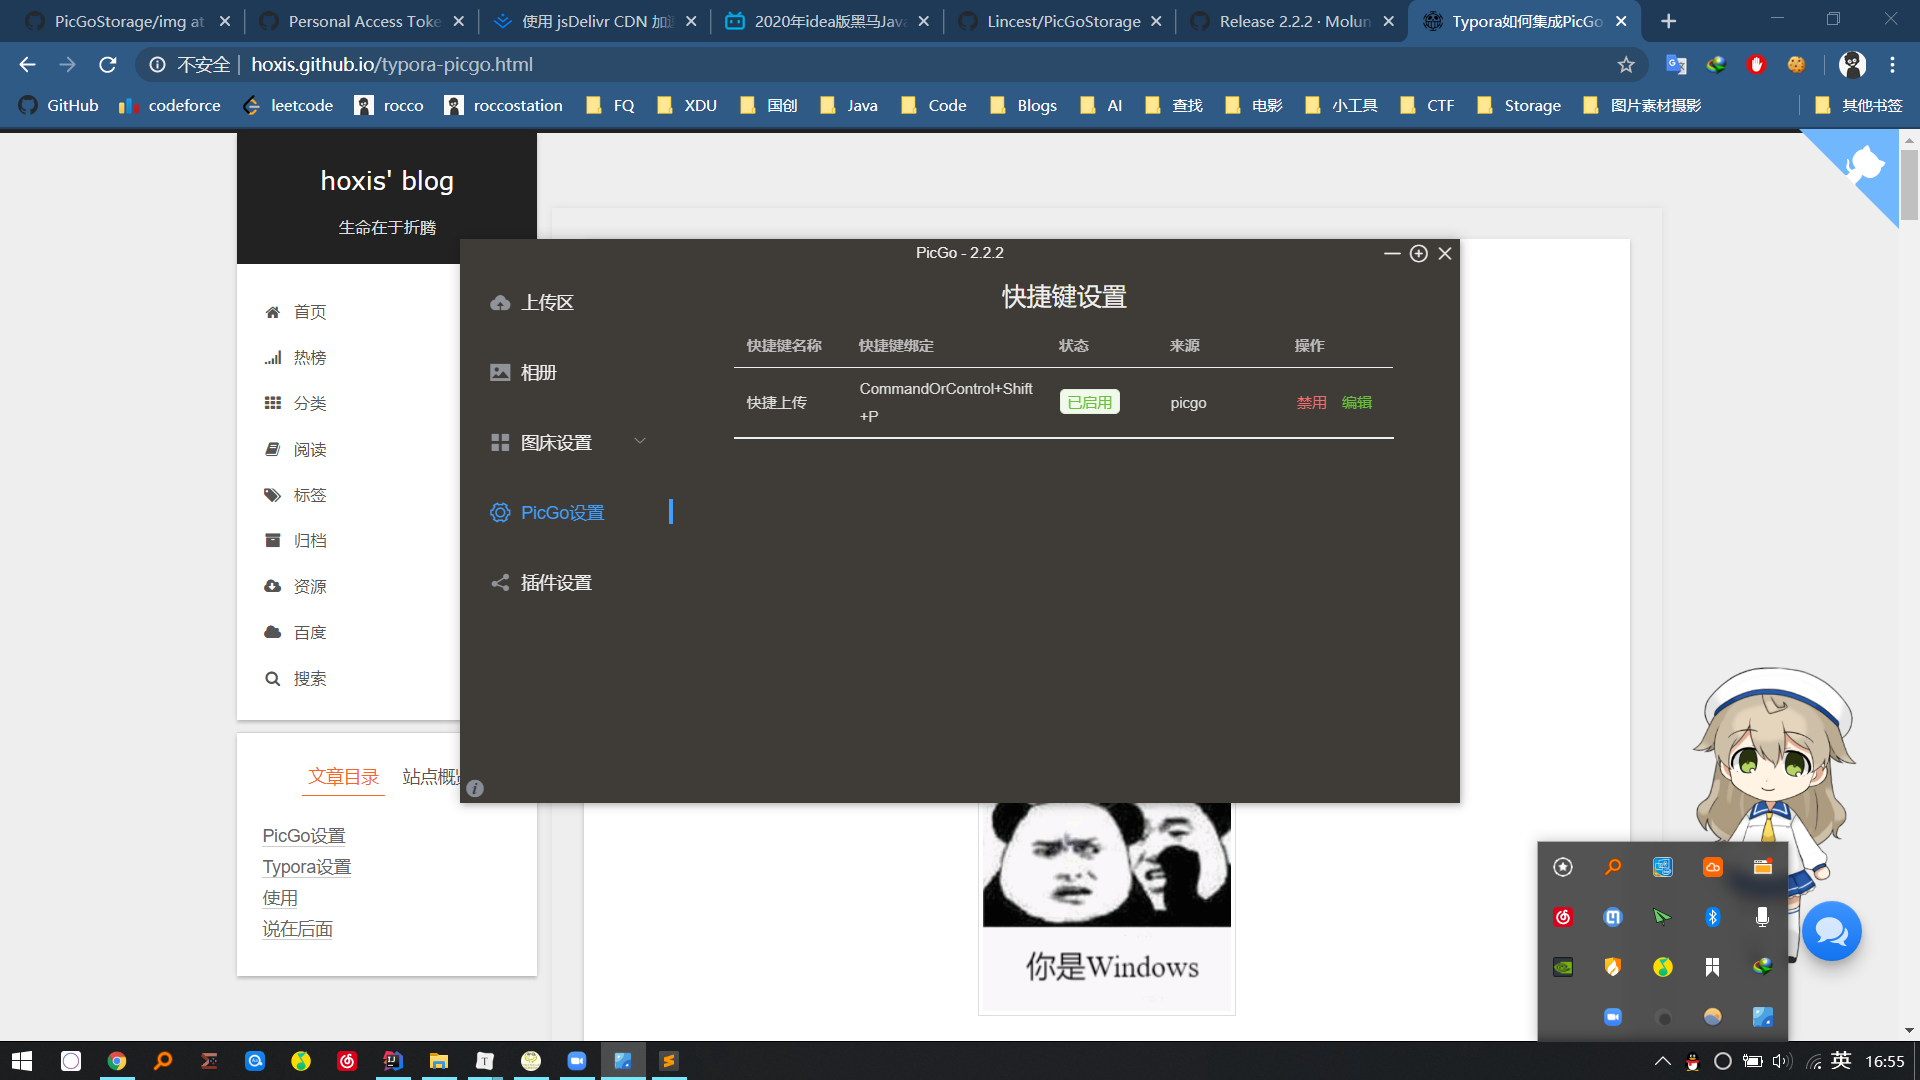 PicGoStorage/img at
Personal Access Toke
使用 jsDelivr CDN 加
2020年idea版黑马Jav
Lincest/PicGoStorage
Release 2.2.2 · Molun
Typora如何集成PicGo
不安全 | hoxis.github.io/typora-picgo.html
GitHub codeforce leetcode rocco roccostation FQ XDU 国创 Java Code Blogs AI 查找 电影 小工具 CTF Storage 图片素材摄影 其他书签
hoxis' blog
生命在于折腾
首页
热榜
分类
阅读
标签
归档
资源
百度
搜索
文章目录 站点概
PicGo设置
Typora设置
使用
说在后面
PicGo - 2.2.2
上传区
相册
图床设置
PicGo设置
插件设置
快捷键设置
快捷键名称 快捷键绑定 状态 来源 操作
快捷上传 CommandOrControl+Shift
+P 已启用 picgo 禁用 编辑
你是Windows
英 16:55